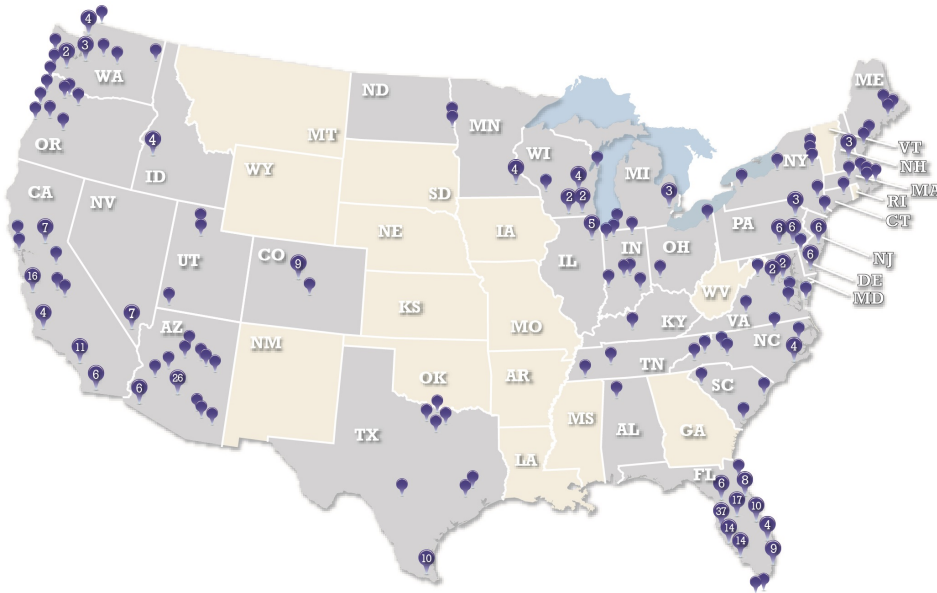 4
3
2
WA
ND
ME
MN
OR
4
MT
WI
4
4
3
NY
VT
NH
WY
ID
MI
MA
CA
NV
SD
2
2
3
RI
CT
7
NE
IA
5
IN
OH
PA
6
6
6
NJ
UT
CO
9
IL
2
2
6
DE
MD
16
KS
WV
4
7
AZ
NM
MO
KY
VA
11
NC
4
6
26
6
OK
AR
TN
SC
TX
MS
AL
GA
LA
FL
6
8
17
10
37
14
4
14
9
10